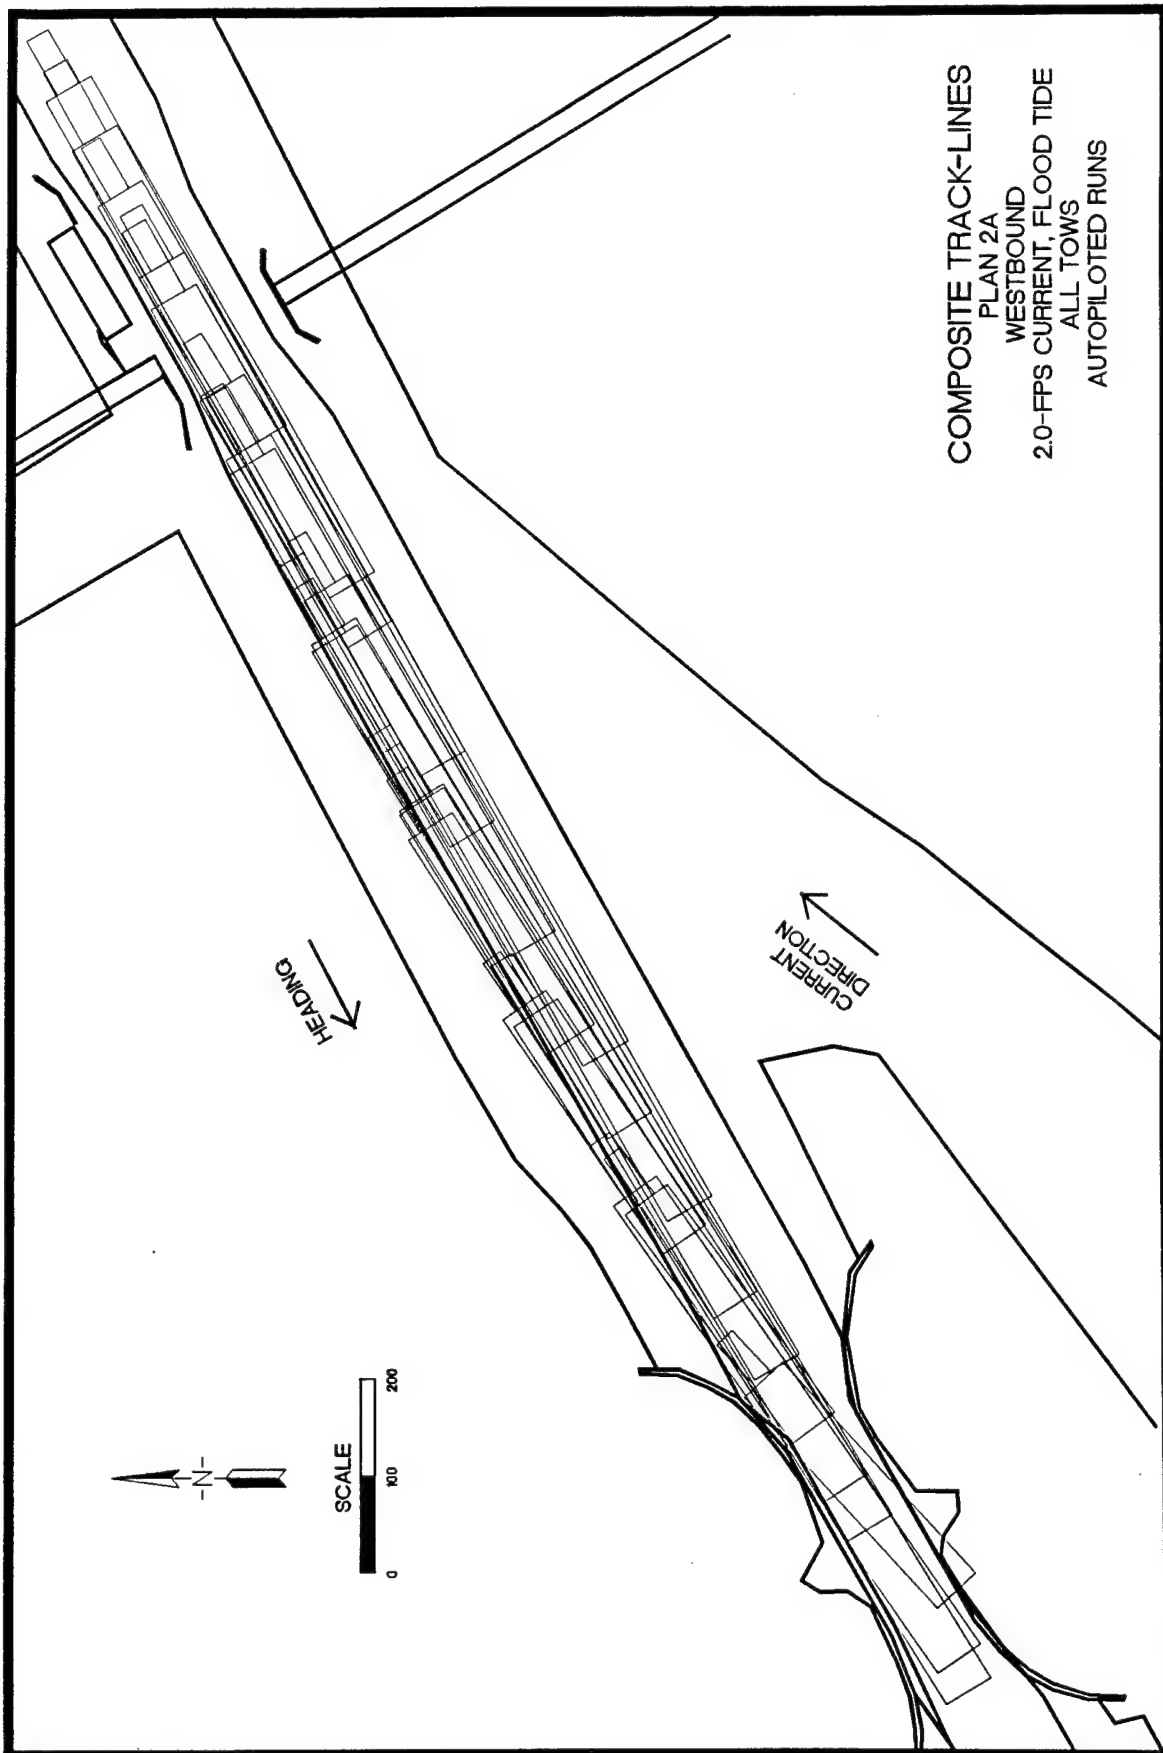 COMPOSITE TRACK-LINES
PLAN 2A
WESTBOUND
2.0-FPS CURRENT, FLOOD TIDE
ALL TOWS
AUTOPILOTED RUNS
HEADING
CURRENT
DIRECTION
-N-
SCALE
0 100 200